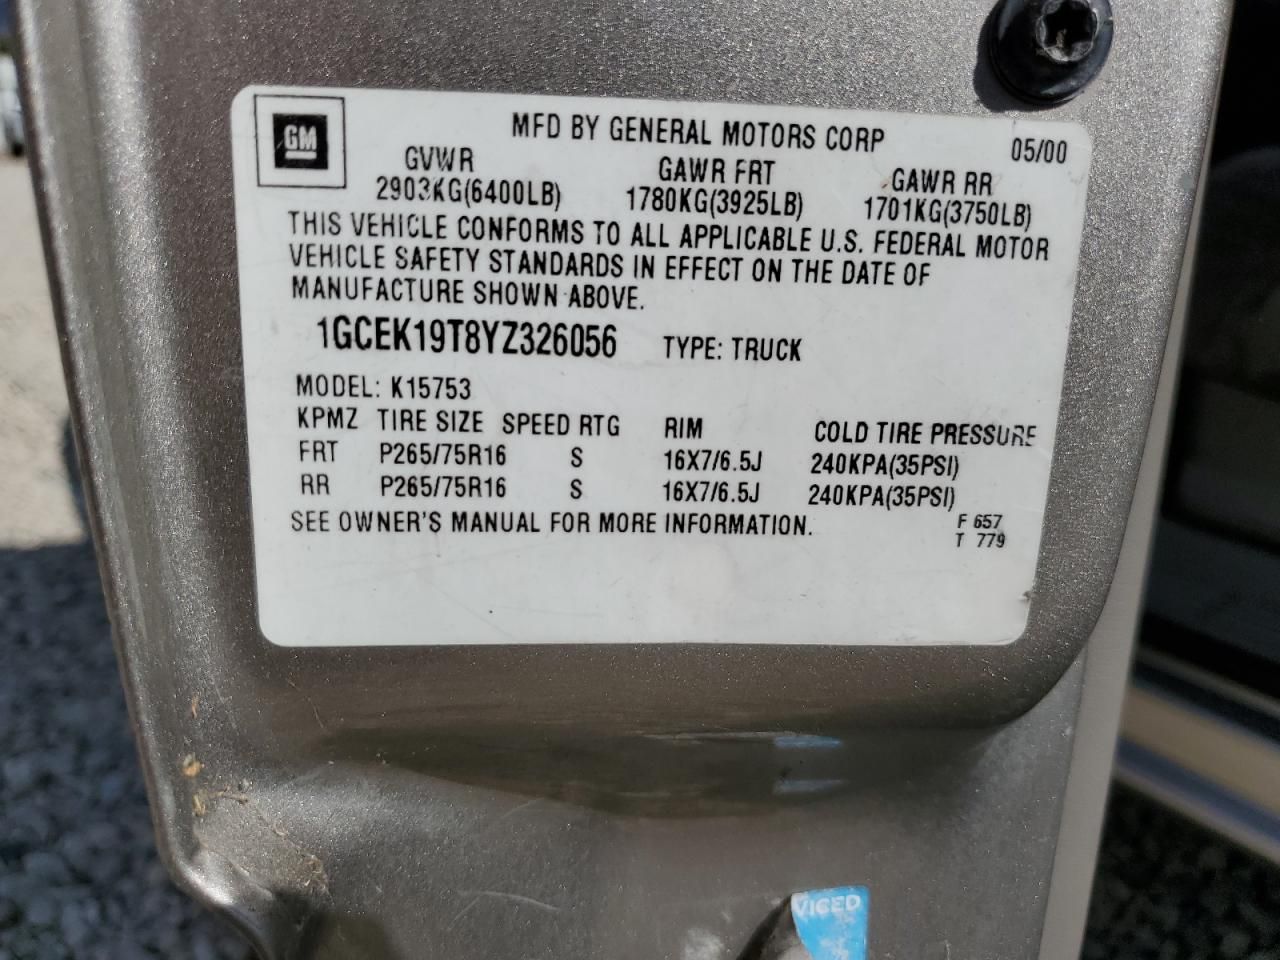 GM
MFD BY GENERAL MOTORS CORP 05/00
GVWR GAWR FRT GAWR RR
2903KG(6400LB) 1780KG(3925LB) 1701KG(3750LB)
THIS VEHICLE CONFORMS TO ALL APPLICABLE U.S. FEDERAL MOTOR
VEHICLE SAFETY STANDARDS IN EFFECT ON THE DATE OF
MANUFACTURE SHOWN ABOVE.
1GCEK19T8YZ326056 TYPE: TRUCK
MODEL: K15753
KPMZ TIRE SIZE SPEED RTG RIM COLD TIRE PRESSURE
FRT P265/75R16 S 16X7/6.5J 240KPA(35PSI)
RR P265/75R16 S 16X7/6.5J 240KPA(35PSI)
SEE OWNER'S MANUAL FOR MORE INFORMATION.
F 657
T 779
VICED